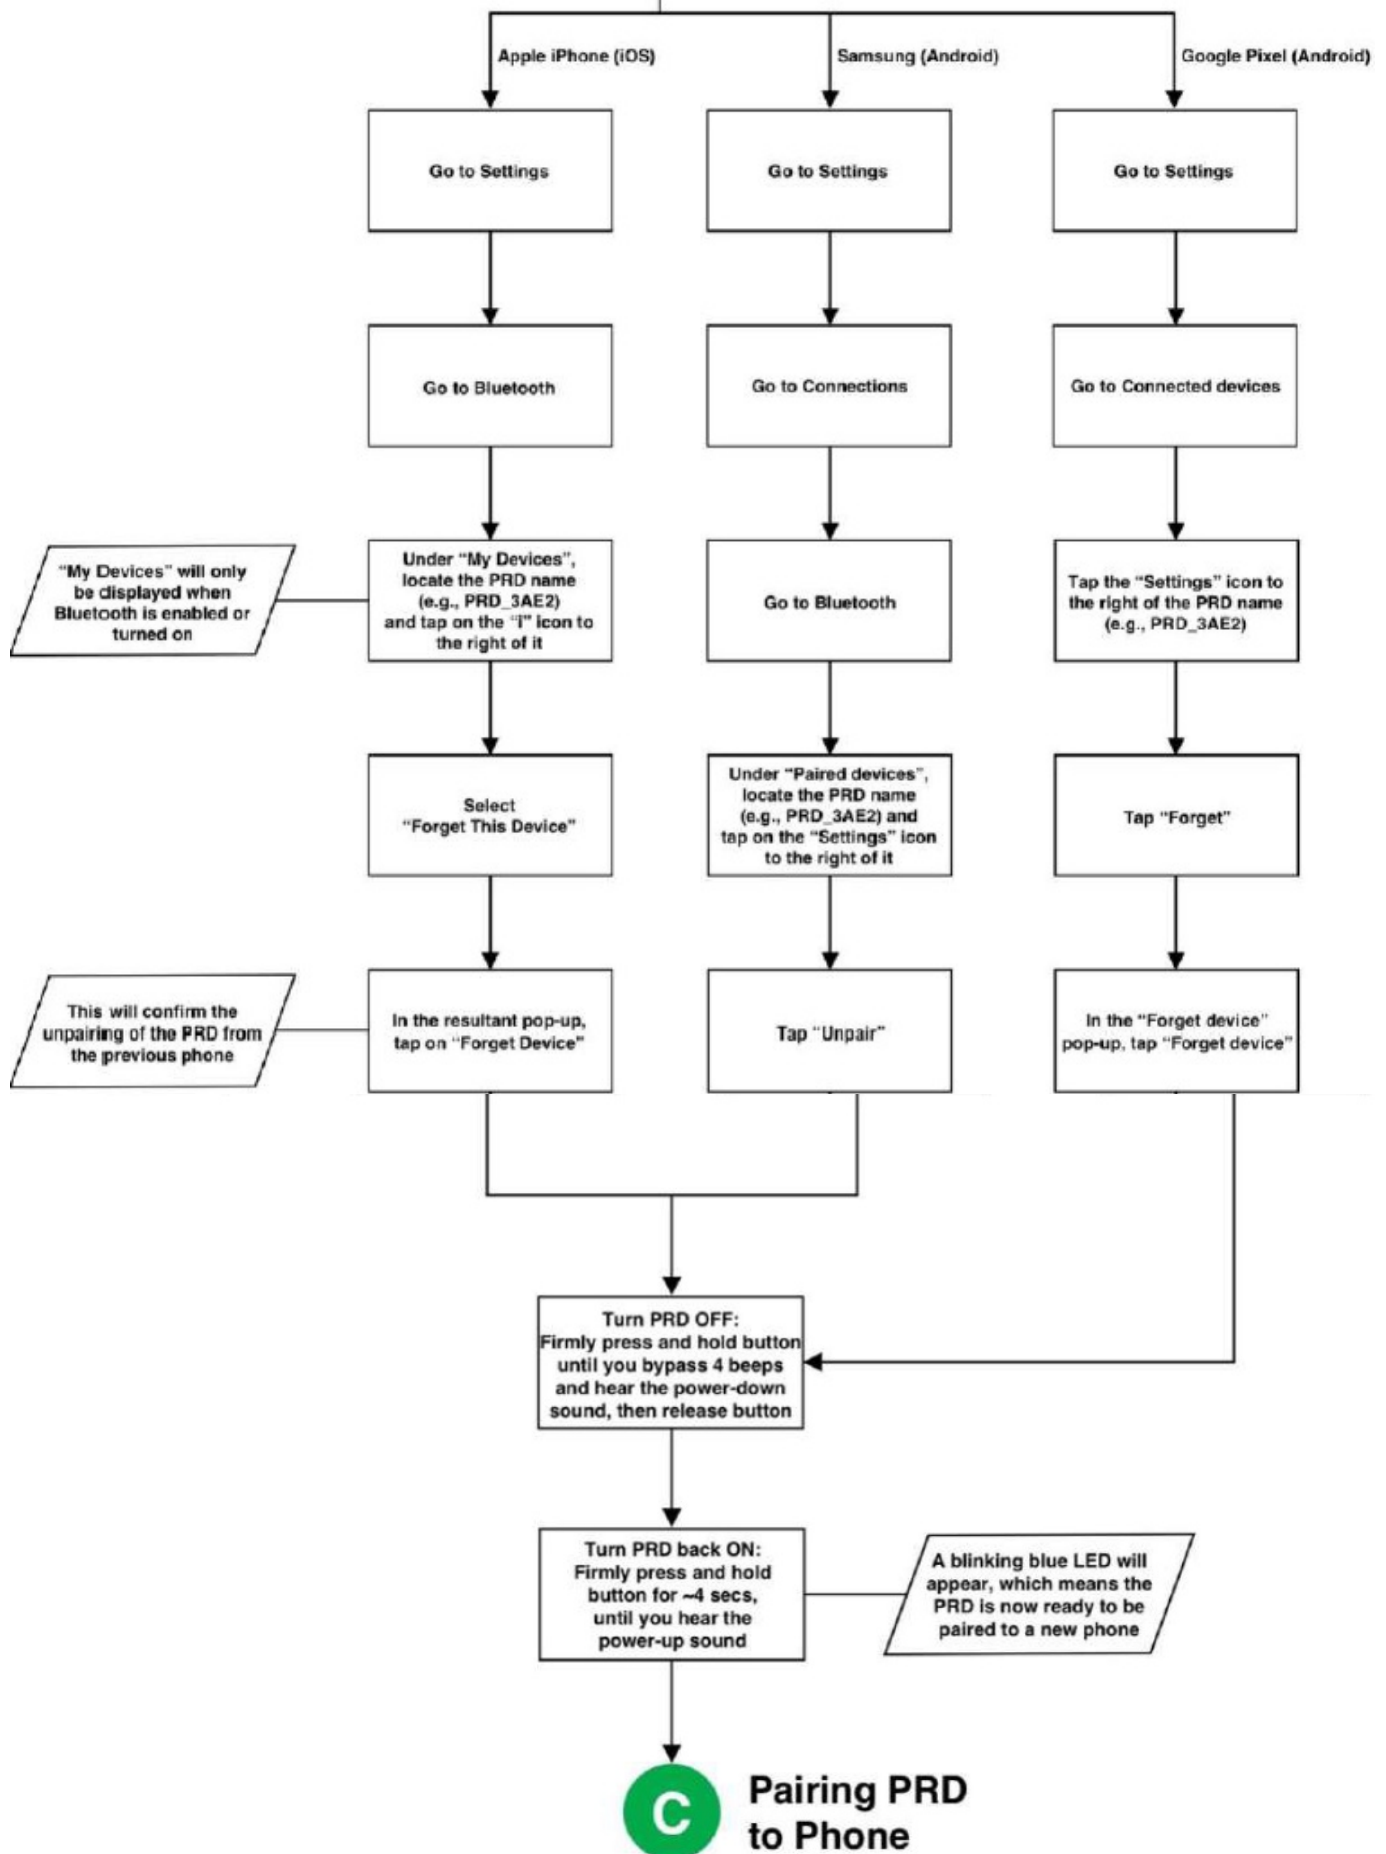 Apple iPhone (iOS)
Samsung (Android)
Google Pixel (Android)
Go to Settings
Go to Settings
Go to Settings
Go to Bluetooth
Go to Connections
Go to Connected devices
“My Devices” will only
be displayed when
Bluetooth is enabled or
turned on
Under “My Devices”,
locate the PRD name
(e.g., PRD_3AE2)
and tap on the “i” icon to
the right of it
Go to Bluetooth
Tap the “Settings” icon to
the right of the PRD name
(e.g., PRD_3AE2)
Select
“Forget This Device”
Under “Paired devices”,
locate the PRD name
(e.g., PRD_3AE2) and
tap on the “Settings” icon
to the right of it
Tap “Forget”
This will confirm the
unpairing of the PRD from
the previous phone
In the resultant pop-up,
tap on “Forget Device”
Tap “Unpair”
In the “Forget device”
pop-up, tap “Forget device”
Turn PRD OFF:
Firmly press and hold button
until you bypass 4 beeps
and hear the power-down
sound, then release button
Turn PRD back ON:
Firmly press and hold
button for ~4 secs,
until you hear the
power-up sound
A blinking blue LED will
appear, which means the
PRD is now ready to be
paired to a new phone
C
Pairing PRD
to Phone